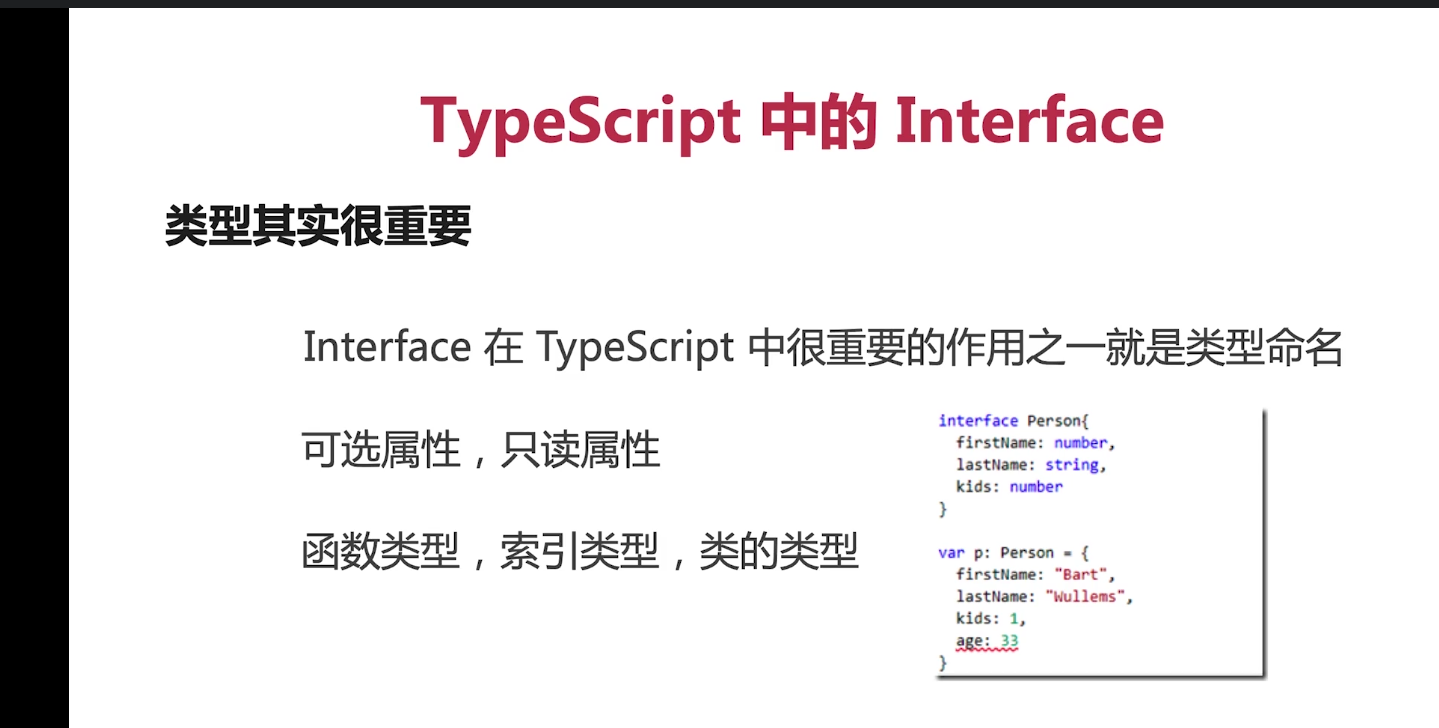 TypeScript 中的 Interface
类型其实很重要
Interface 在 TypeScript 中很重要的作用之一就是类型命名
可选属性，只读属性
函数类型，索引类型，类的类型
interface Person{
firstName: number,
lastName: string,
kids: number
}
var p: Person = {
firstName: "Bart",
lastName: "Wullems",
kids: 1,
age: 33
}